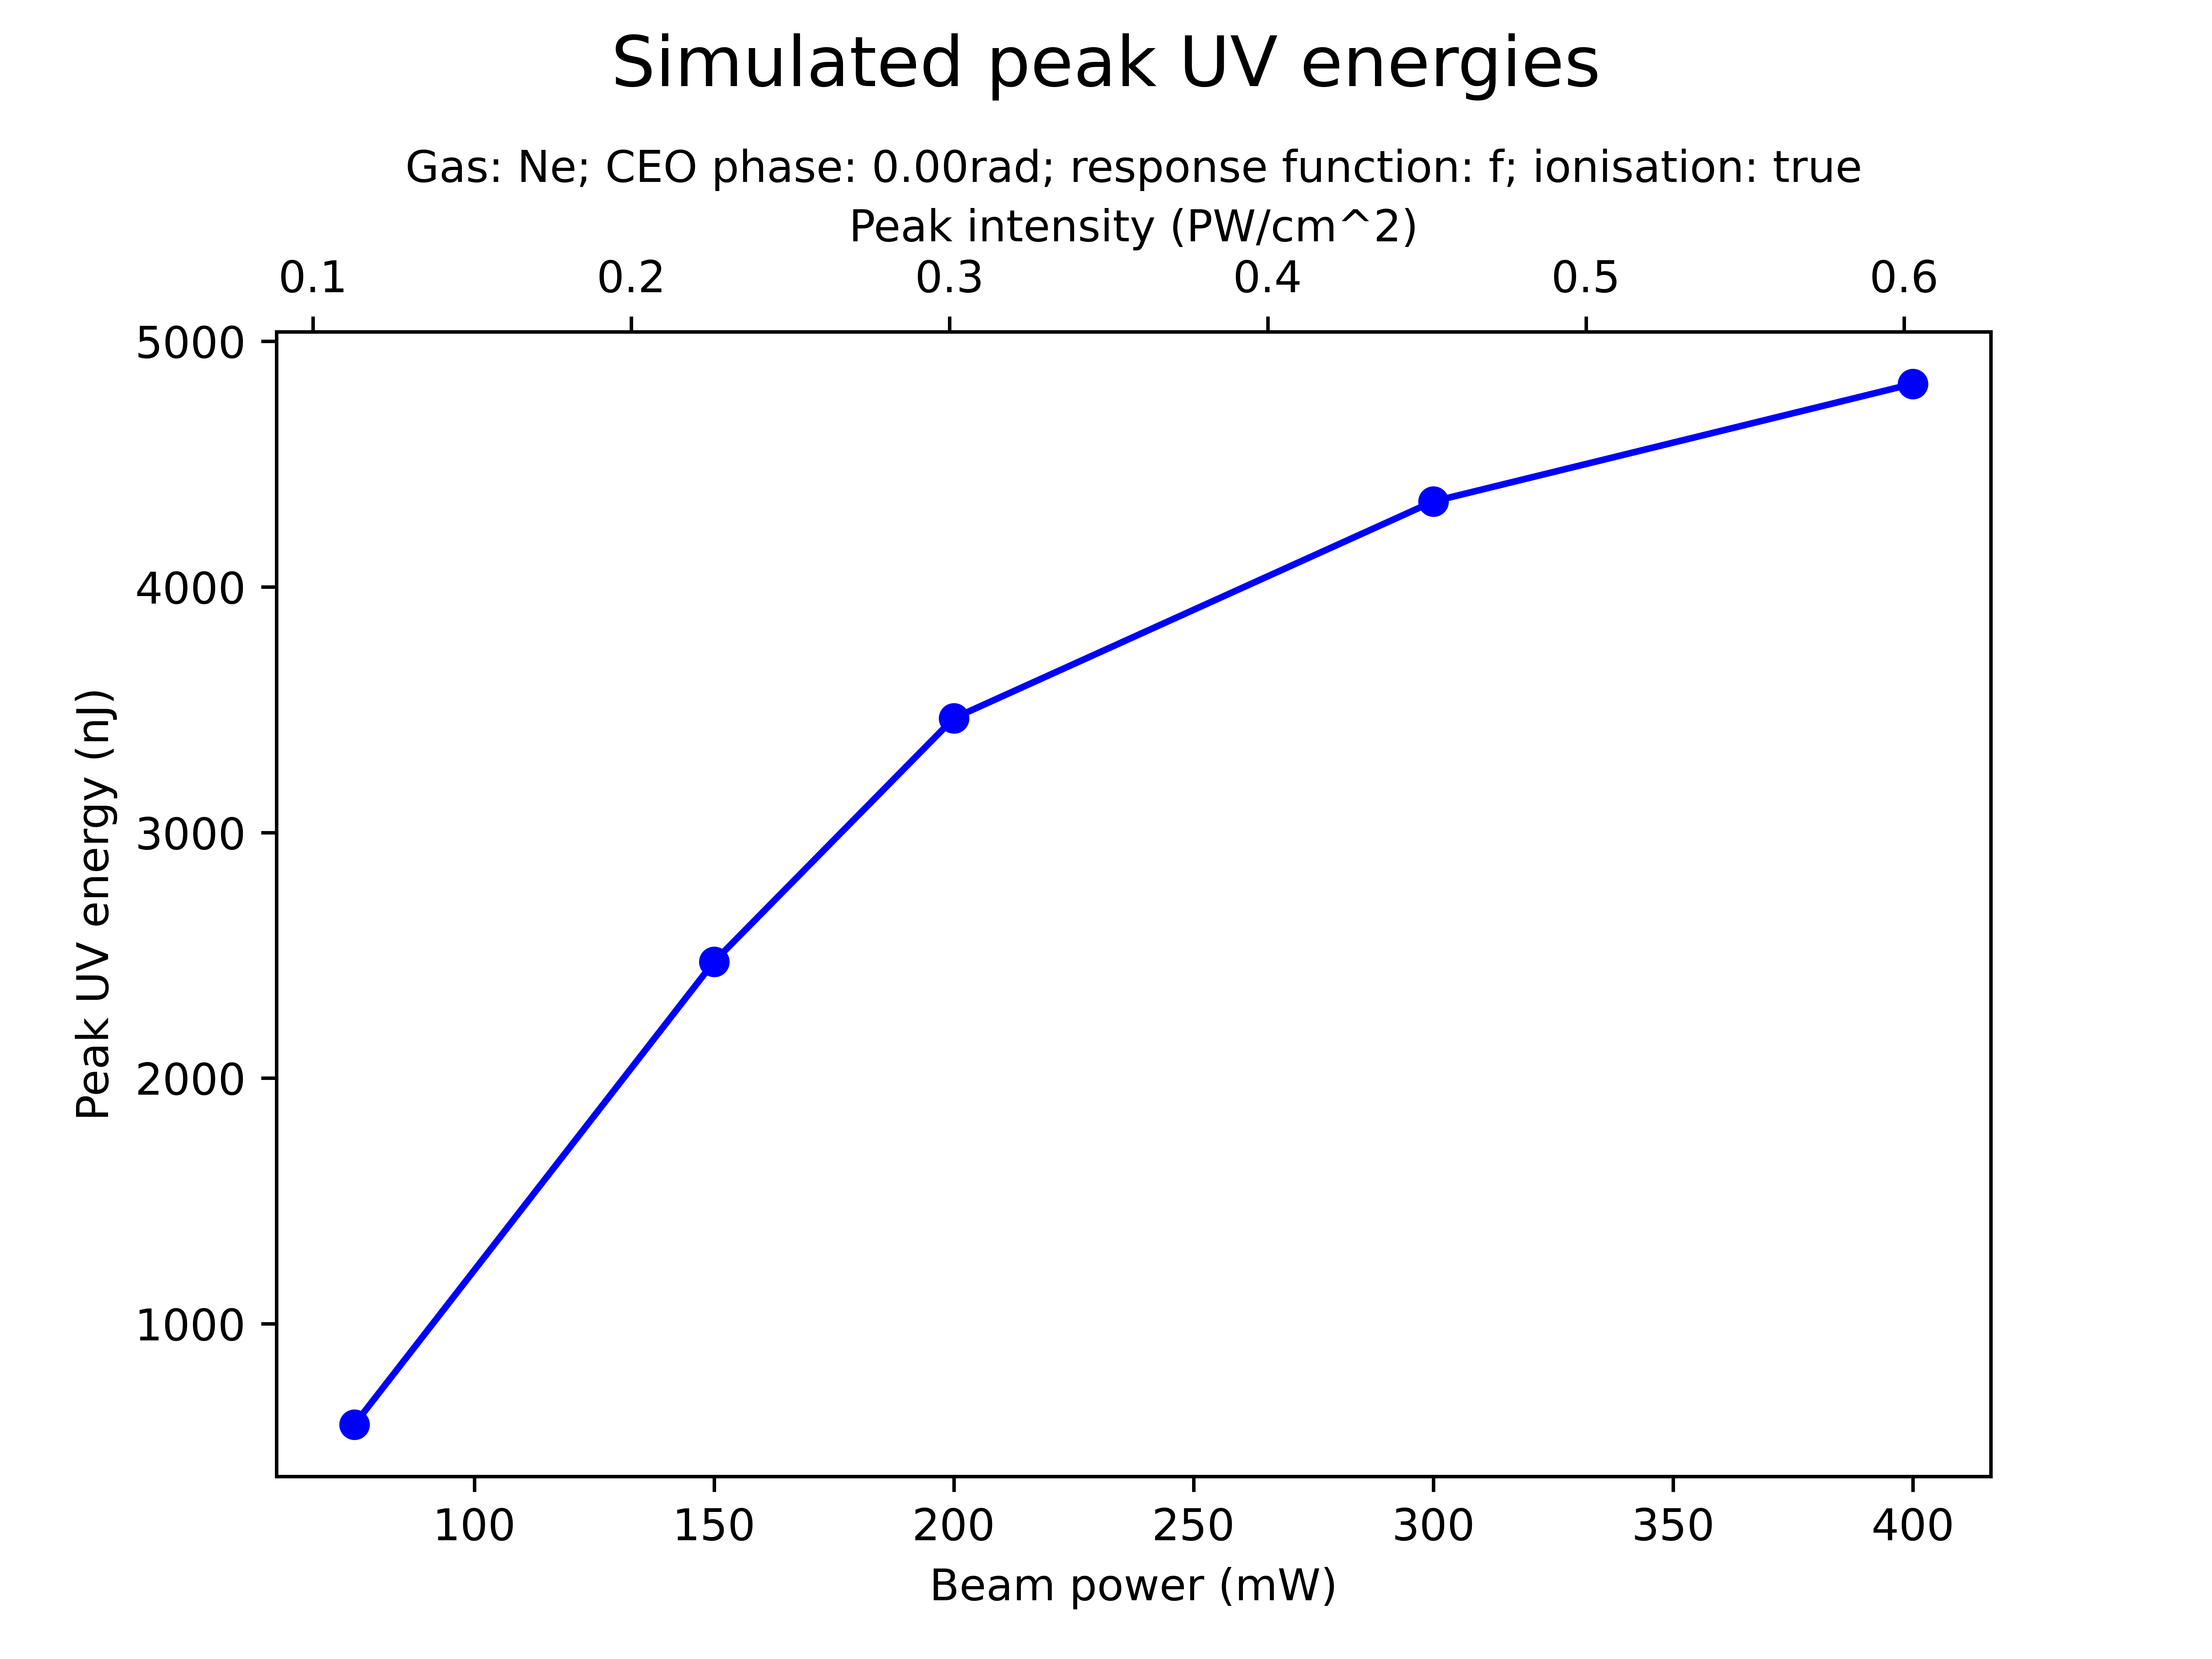 Simulated peak UV energies
Gas: Ne; CEO phase: 0.00rad; response function: f; ionisation: true
Peak intensity (PW/cm^2)
0.1 0.2 0.3 0.4 0.5 0.6
5000
4000
3000
2000
1000
Peak UV energy (nJ)
100 150 200 250 300 350 400
Beam power (mW)